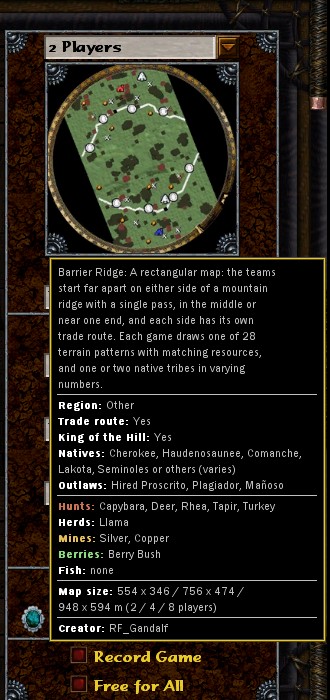 2 Players
Barrier Ridge: A rectangular map: the teams
start far apart on either side of a mountain
ridge with a single pass, in the middle or
near one end, and each side has its own
trade route. Each game draws one of 28
terrain patterns with matching resources,
and one or two native tribes in varying
numbers.
Region: Other
Trade route: Yes
King of the Hill: Yes
Natives: Cherokee, Haudenosaunee, Comanche,
Lakota, Seminoles or others (varies)
Outlaws: Hired Proscrito, Plagiador, Mañoso
Hunts: Capybara, Deer, Rhea, Tapir, Turkey
Herds: Llama
Mines: Silver, Copper
Berries: Berry Bush
Fish: none
Map size: 554 x 346 / 756 x 474 /
948 x 594 m (2 / 4 / 8 players)
Creator: RF_Gandalf
Record Game
Free for All